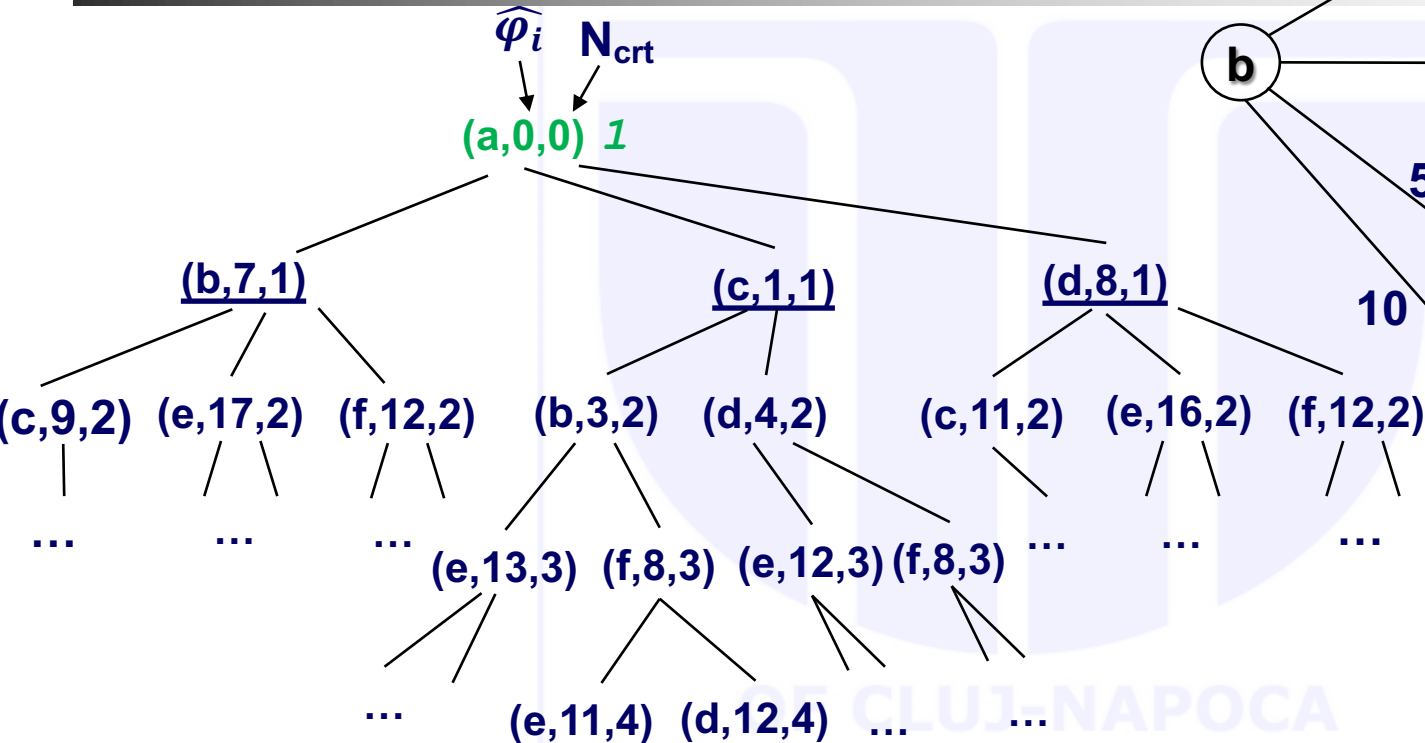 φ̂ᵢ N_crt
b
(a,0,0) 1
5
(b,7,1) (c,1,1) (d,8,1)
10
(c,9,2) (e,17,2) (f,12,2) (b,3,2) (d,4,2) (c,11,2) (e,16,2) (f,12,2)
... ... ... ... ... ...
(e,13,3) (f,8,3) (e,12,3) (f,8,3)
... (e,11,4) (d,12,4) ... ...
OF CLUJ-NAPOCA